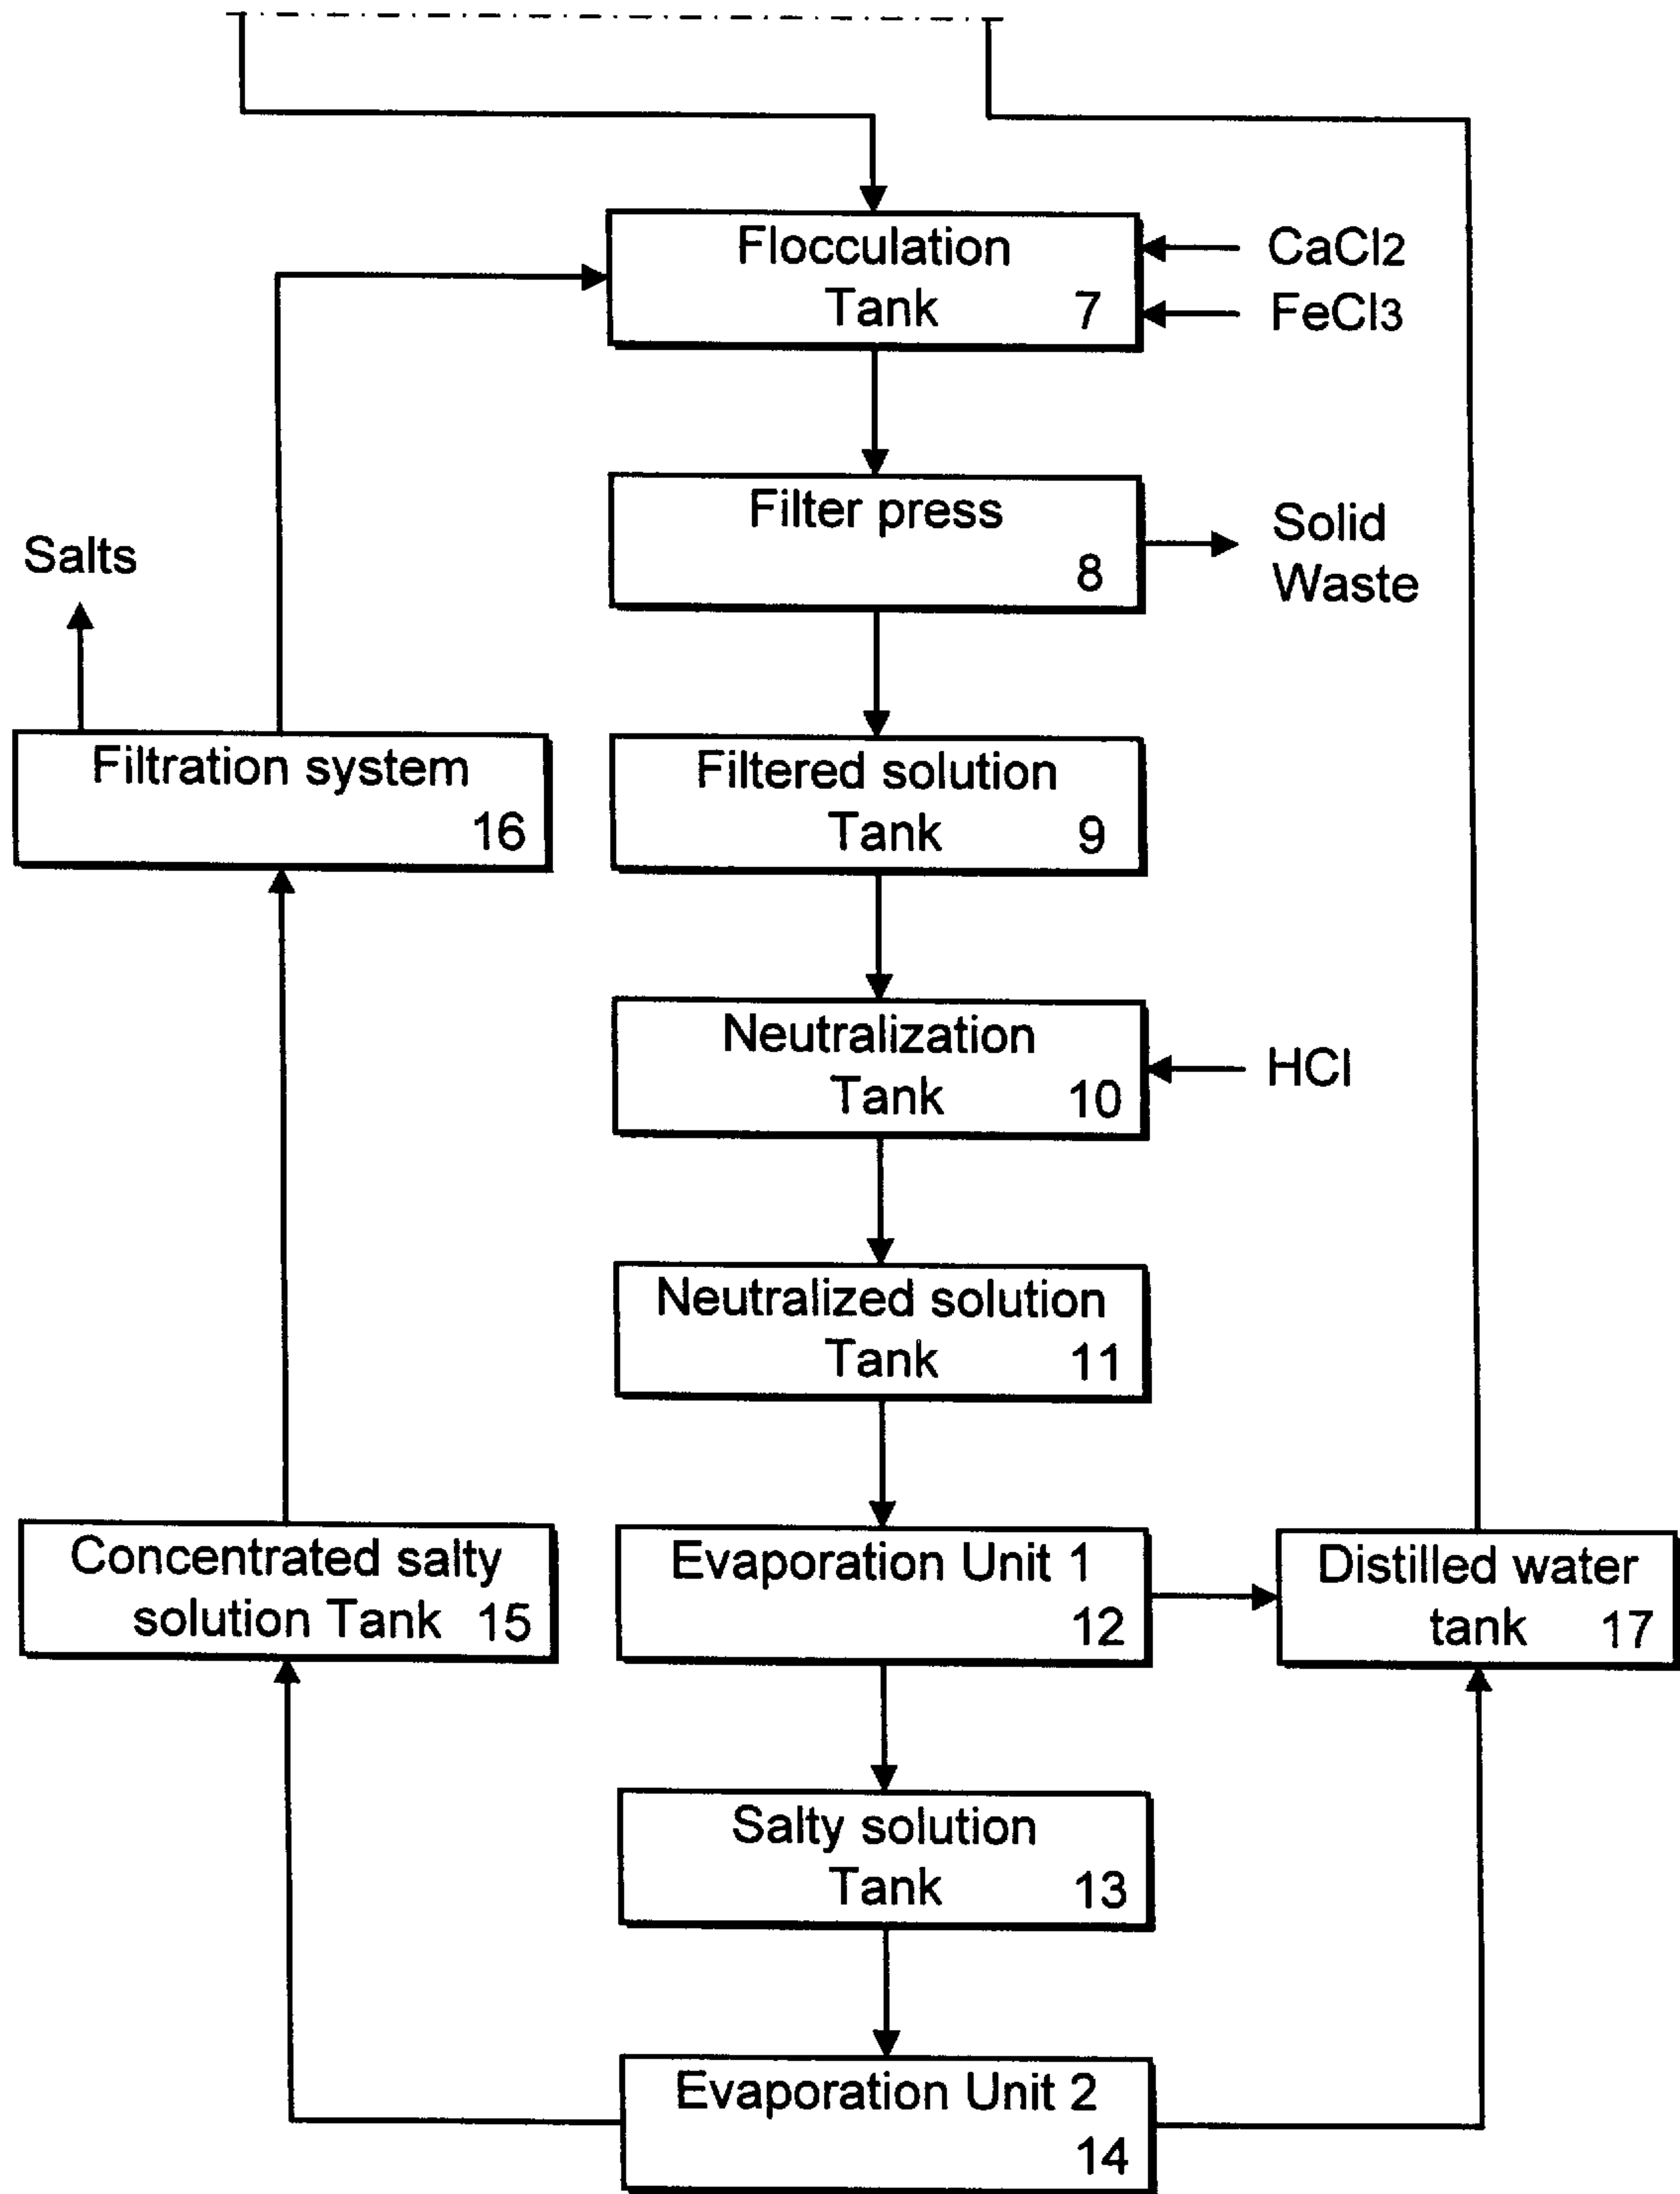 Flocculation
Tank 7
CaCl2
FeCl3
Filter press
8
Solid
Waste
Salts
Filtration system
16
Filtered solution
Tank 9
Neutralization
Tank 10
HCl
Neutralized solution
Tank 11
Concentrated salty
solution Tank 15
Evaporation Unit 1
12
Distilled water
tank 17
Salty solution
Tank 13
Evaporation Unit 2
14